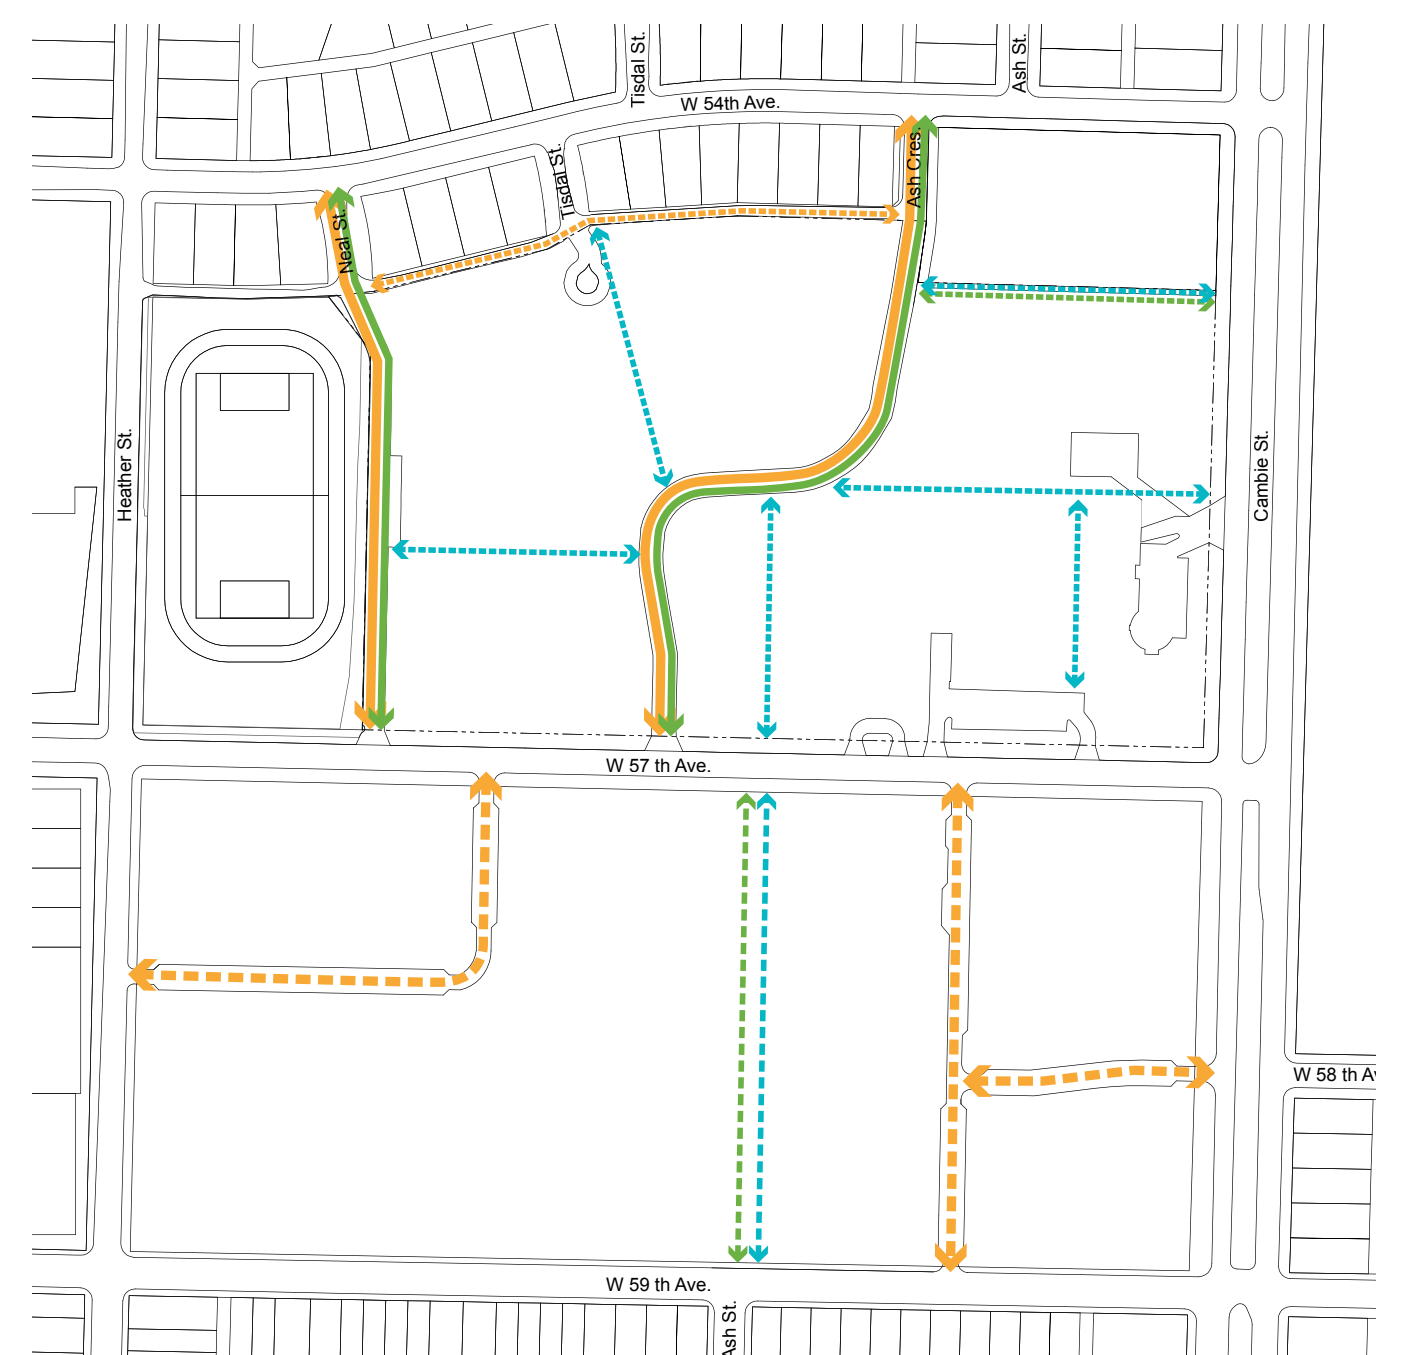 Tisdal St.
Ash St.
W 54th Ave.
Tisdal St.
Ash Cres.
Neal St.
Heather St.
Cambie St.
W 57 th Ave.
W 58 th Av
W 59 th Ave.
Ash St.